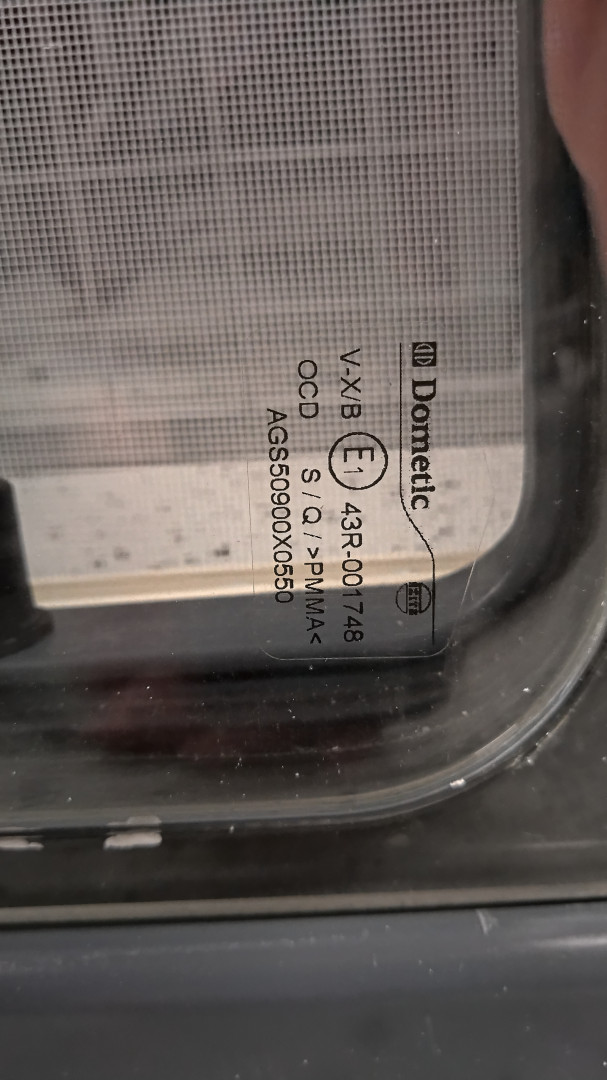 Dometic
V-X/B E1 43R-001748
OCD S / Q / >PMMA<
AGS50900X0550